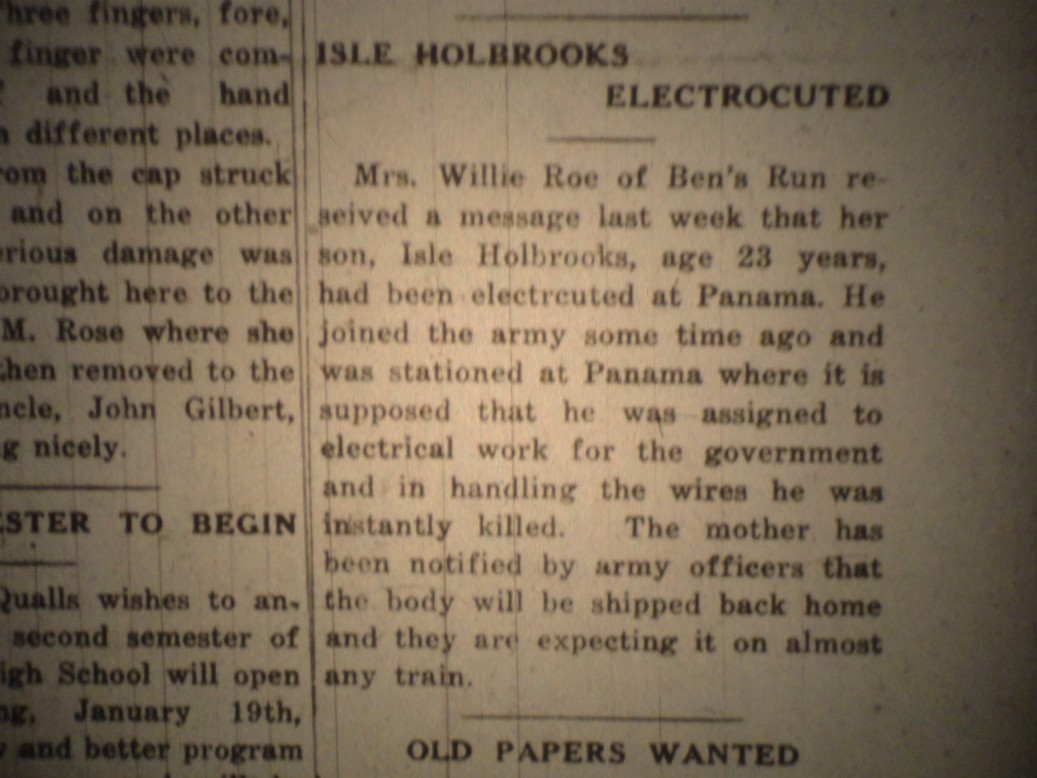 Three fingers, fore,
finger were com-
and the hand
different places.
from the cap struck
and on the other
serious damage was
brought here to the
M. Rose where she
then removed to the
uncle, John Gilbert,
g nicely.
ESTER TO BEGIN
Qualls wishes to an-
second semester of
igh School will open
ng, January 19th,
and better program
ISLE HOLBROOKS
ELECTROCUTED
Mrs. Willie Roe of Ben's Run re-
seived a message last week that her
son, Isle Holbrooks, age 23 years,
had been electrcuted at Panama. He
joined the army some time ago and
was stationed at Panama where it is
supposed that he was assigned to
electrical work for the government
and in handling the wires he was
instantly killed. The mother has
been notified by army officers that
the body will be shipped back home
and they are expecting it on almost
any train.
OLD PAPERS WANTED